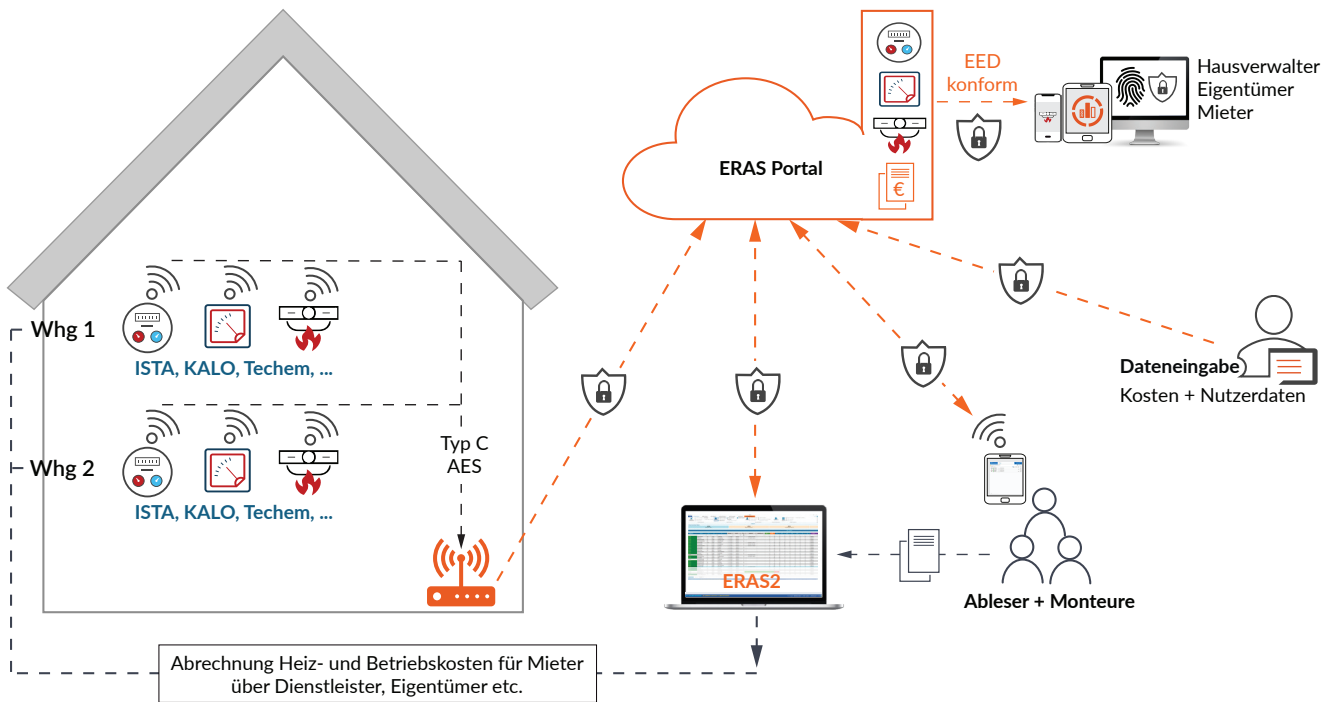 EED
konform
Hausverwalter
Eigentümer
Mieter
ERAS Portal
€
Whg 1
ISTA, KALO, Techem, ...
Whg 2
ISTA, KALO, Techem, ...
Typ C
AES
Dateneingabe
Kosten + Nutzerdaten
ERAS2
Ableser + Monteure
Abrechnung Heiz- und Betriebskosten für Mieter
über Dienstleister, Eigentümer etc.